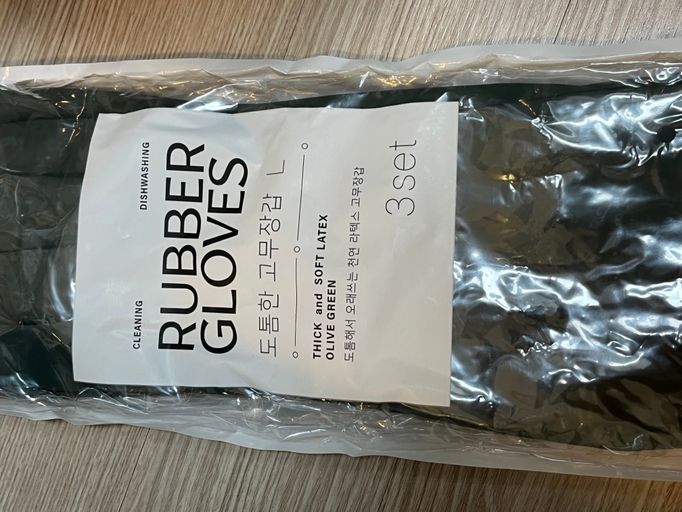 CLEANING DISHWASHING
RUBBER
GLOVES
도톰한 고무장갑 L
THICK and SOFT LATEX
OLIVE GREEN
도톰해서 오래쓰는 천연 라텍스 고무장갑
3set